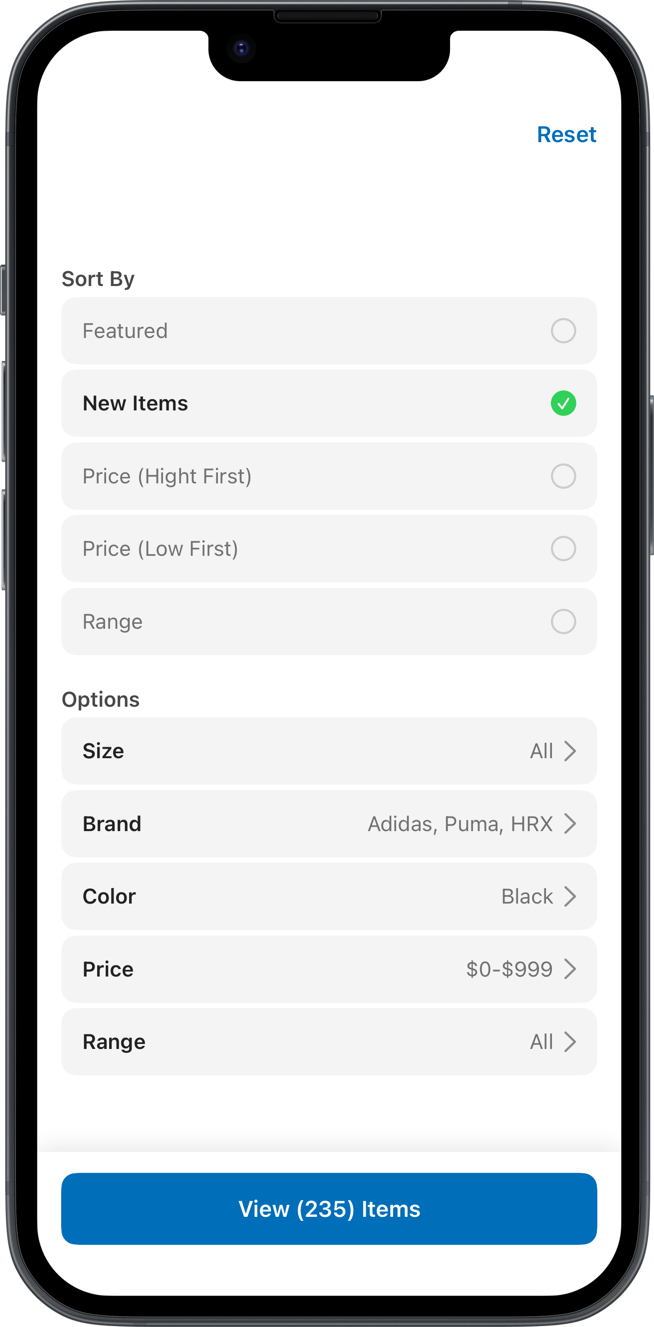 Reset
Sort By
Featured
New Items
Price (Hight First)
Price (Low First)
Range
Options
Size All
Brand Adidas, Puma, HRX
Color Black
Price $0-$999
Range All
View (235) Items